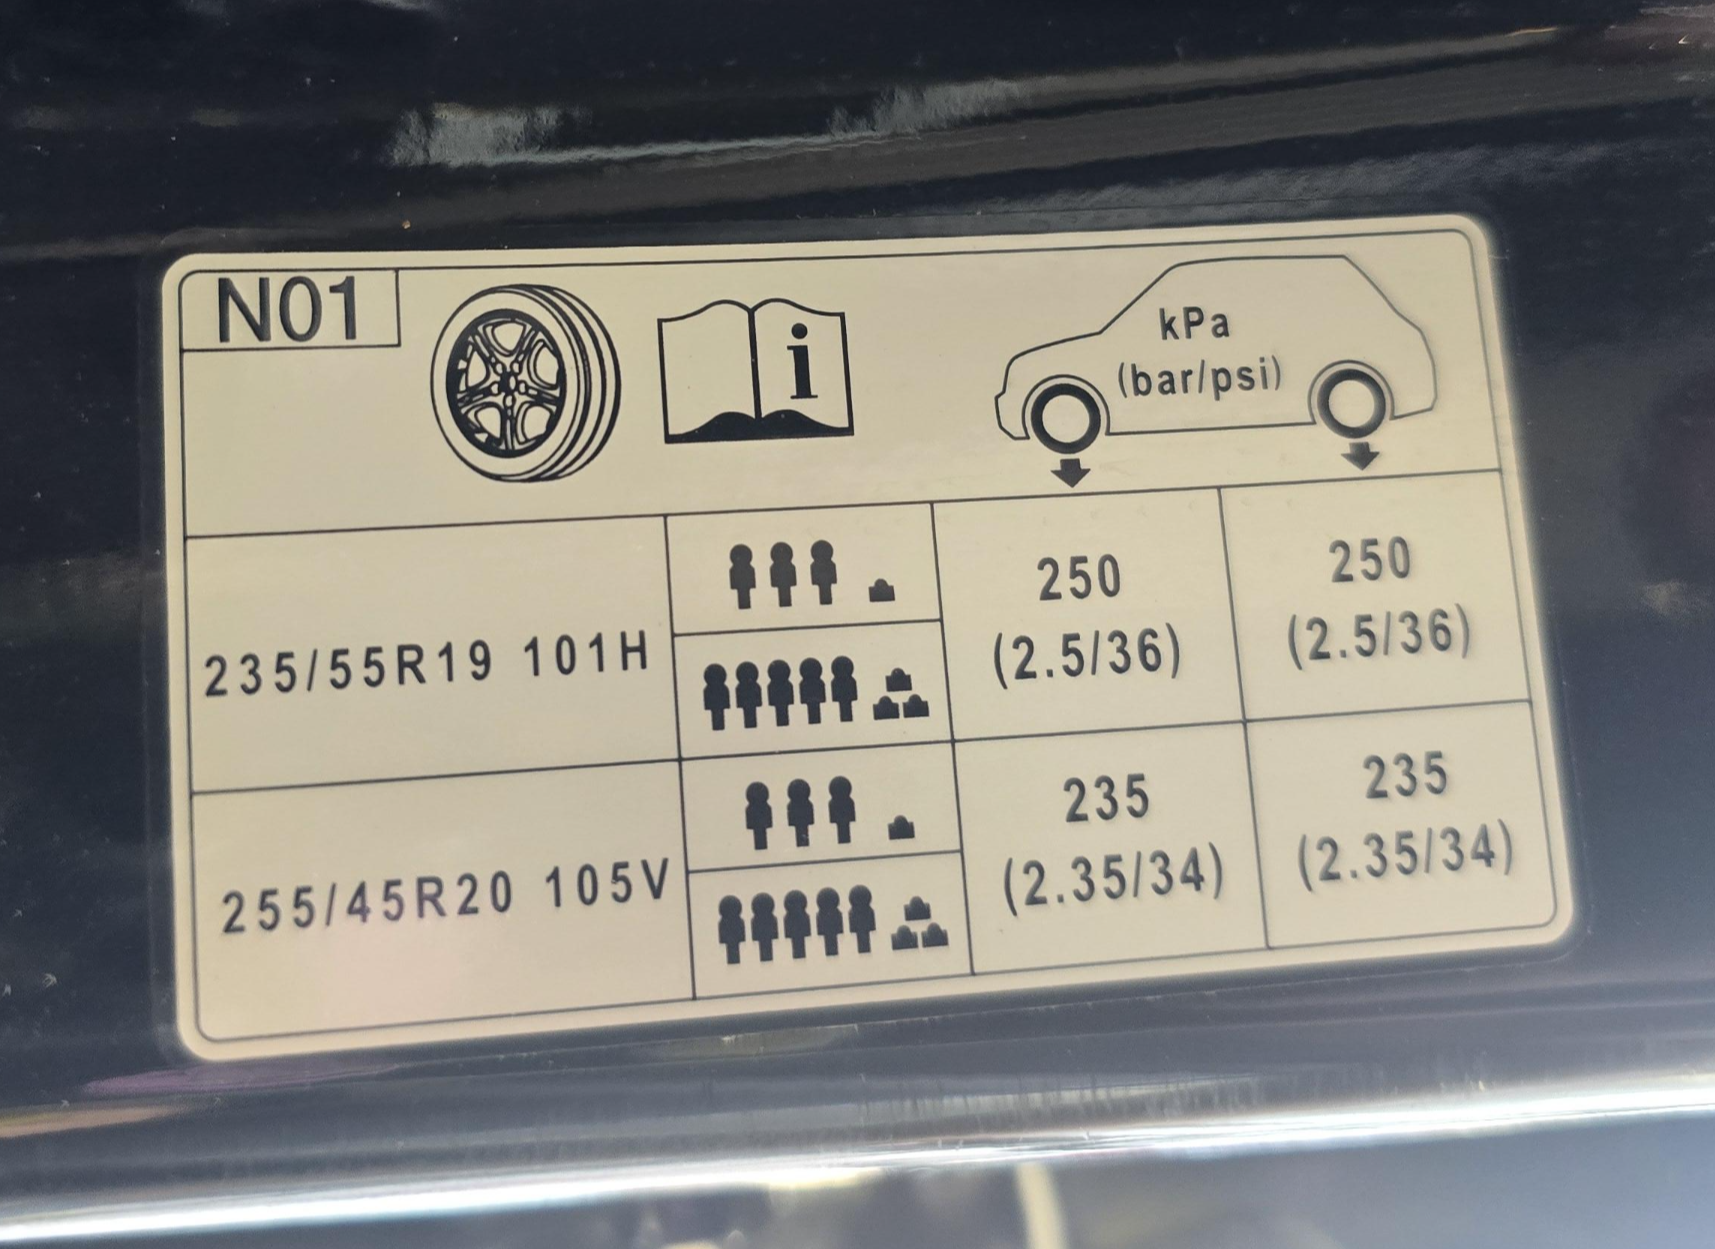 N01
i
kPa
(bar/psi)
235/55R19 101H
250
(2.5/36)
250
(2.5/36)
255/45R20 105V
235
(2.35/34)
235
(2.35/34)